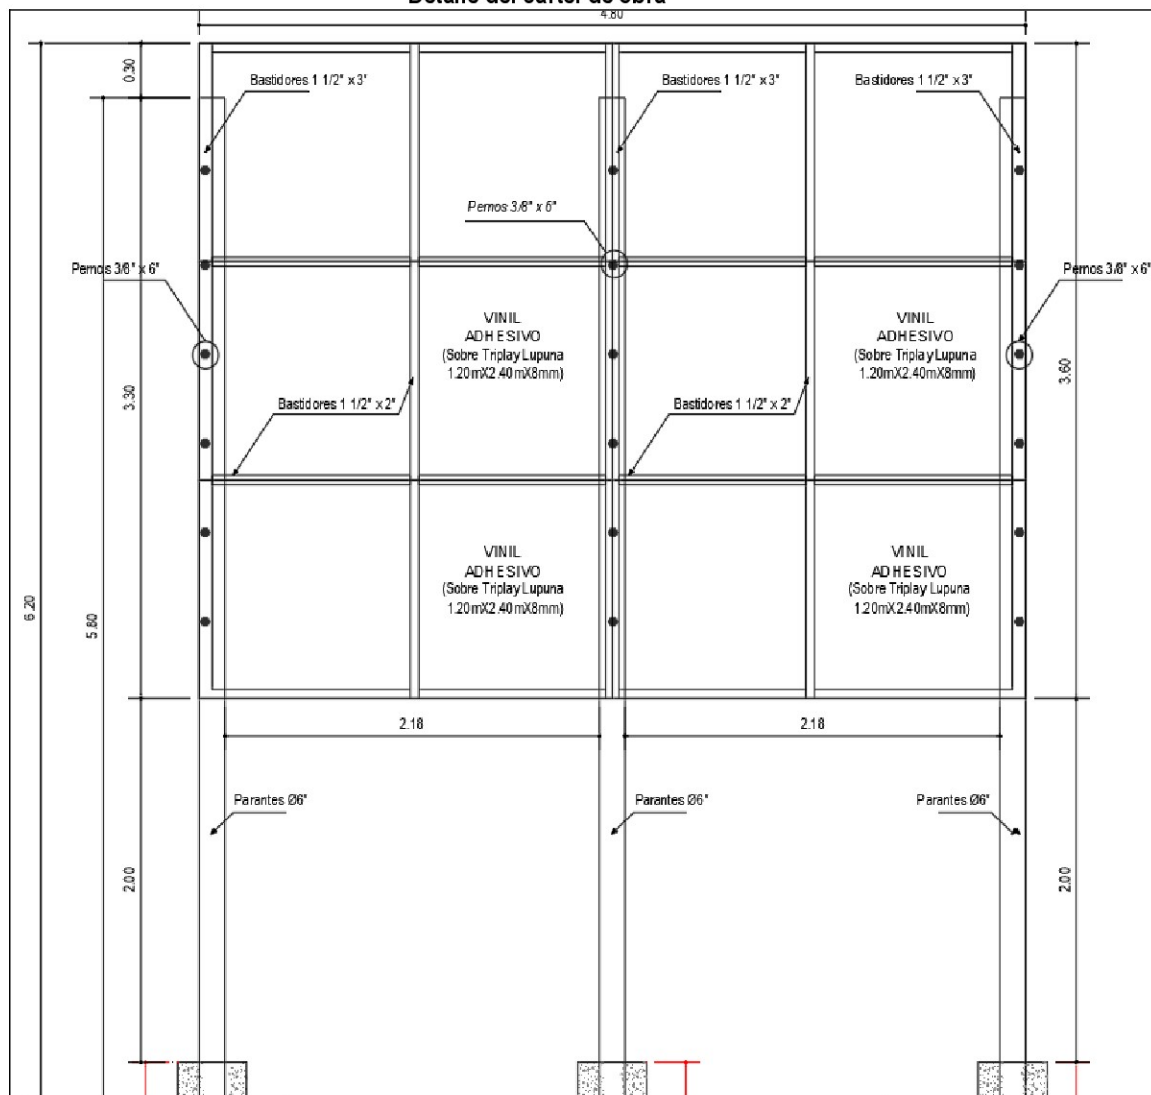 Detalle del cartel de obra
4.80
0.30
Bastidores 1 1/2" x 3"
Bastidores 1 1/2" x 3"
Bastidores 1 1/2" x 3"
Pernos 3/8" x 6"
Pernos 3/8" x 6"
Pernos 3/8" x 6"
VINIL
ADHESIVO
(Sobre Triplay Lupuna
1.20mX2.40mX8mm)
VINIL
ADHESIVO
(Sobre Triplay Lupuna
1.20mX2.40mX8mm)
3.30
3.60
Bastidores 1 1/2" x 2"
Bastidores 1 1/2" x 2"
VINIL
ADHESIVO
(Sobre Triplay Lupuna
1.20mX2.40mX8mm)
VINIL
ADHESIVO
(Sobre Triplay Lupuna
1.20mX2.40mX8mm)
6.20
5.80
2.18
2.18
Parantes Ø6"
Parantes Ø6"
Parantes Ø6"
2.00
2.00